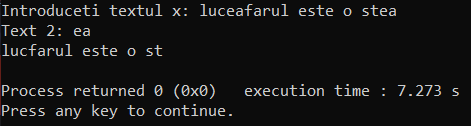 Introduceti textul x: luceafarul este o stea
Text 2: ea
lucfarul este o st
Process returned 0 (0x0)   execution time : 7.273 s
Press any key to continue.